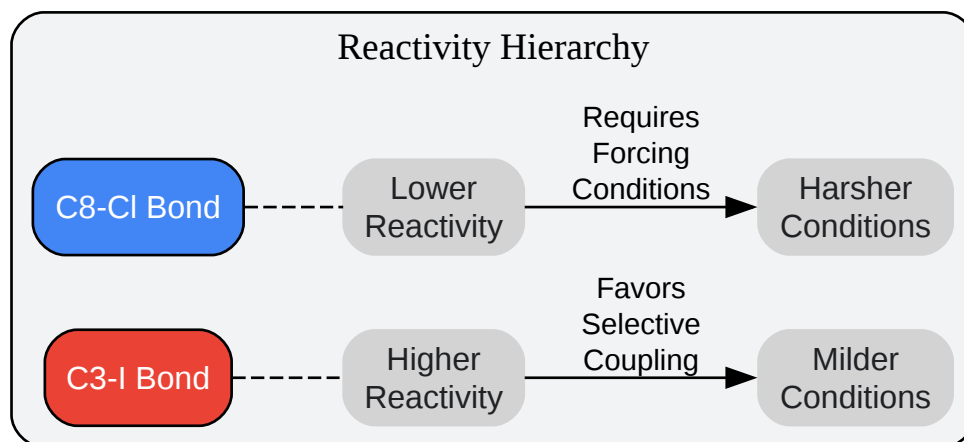 Reactivity Hierarchy
C8-Cl Bond
Lower
Reactivity
Requires
Forcing
Conditions
Harsher
Conditions
C3-I Bond
Higher
Reactivity
Favors
Selective
Coupling
Milder
Conditions